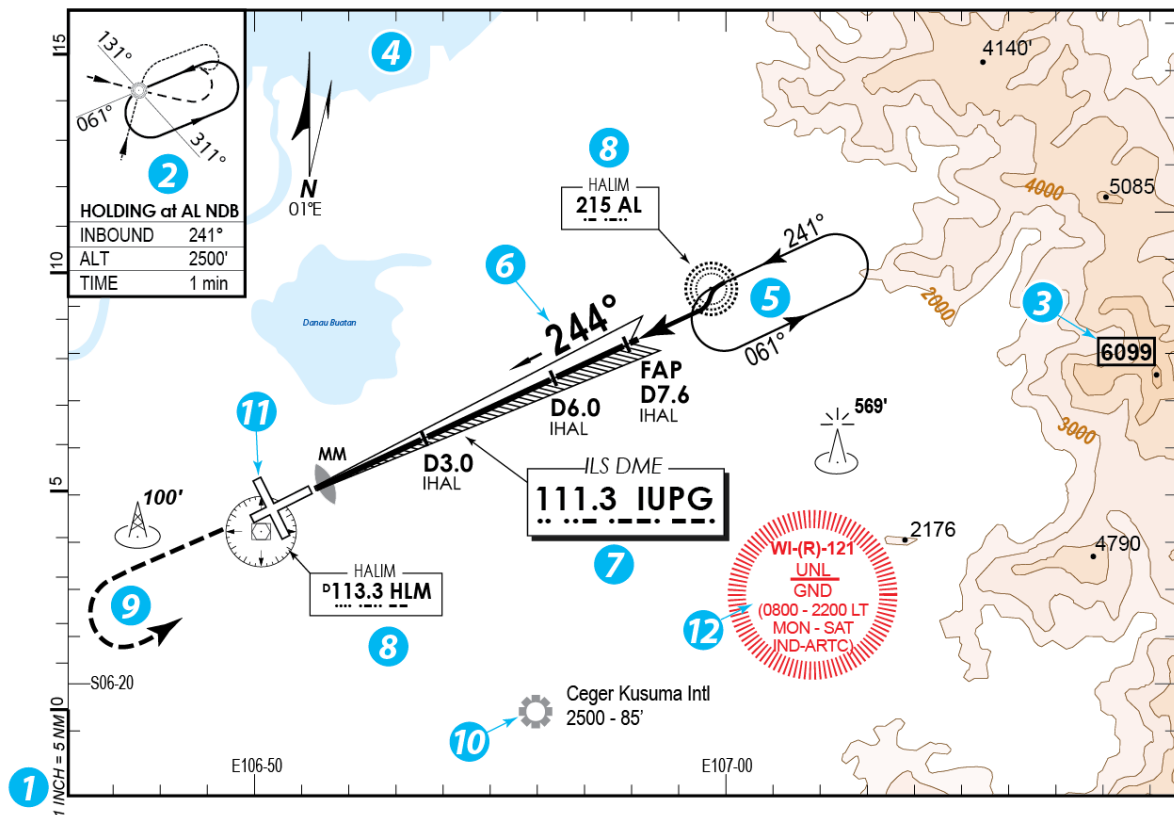 15
10
5
0
1 INCH = 5 NM
1
131°
061°
311°
2
HOLDING at AL NDB
INBOUND 241°
ALT 2500'
TIME 1 min
4
N
01°E
Danau Buatan
8
HALIM
215 AL
6
244°
241°
5
061°
FAP
D7.6
IHAL
D6.0
IHAL
D3.0
IHAL
MM
11
ILS DME
111.3 IUPG
7
100'
9
HALIM
D113.3 HLM
8
569'
4140'
5085
4000
2000
3
6099
3000
2176
4790
WI-(R)-121
UNL
GND
(0800 - 2200 LT
MON - SAT
IND-ARTC)
12
10
Ceger Kusuma Intl
2500 - 85'
S06-20
E106-50
E107-00